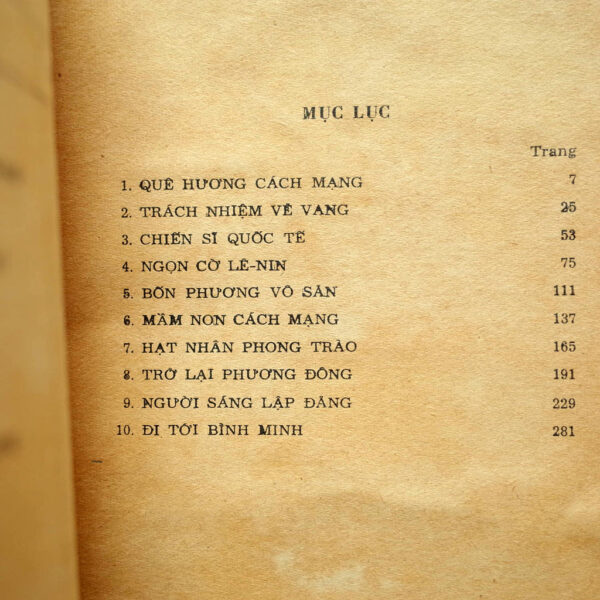 MỤC LỤC
Trang
1. QUÊ HƯƠNG CÁCH MẠNG 7
2. TRÁCH NHIỆM VẺ VANG 25
3. CHIẾN SĨ QUỐC TẾ 53
4. NGỌN CỜ LÊ-NIN 75
5. BỐN PHƯƠNG VÔ SẢN 111
6. MẦM NON CÁCH MẠNG 137
7. HẠT NHÂN PHONG TRÀO 165
8. TRỞ LẠI PHƯƠNG ĐÔNG 191
9. NGƯỜI SÁNG LẬP ĐẢNG 229
10. ĐI TỚI BÌNH MINH 281